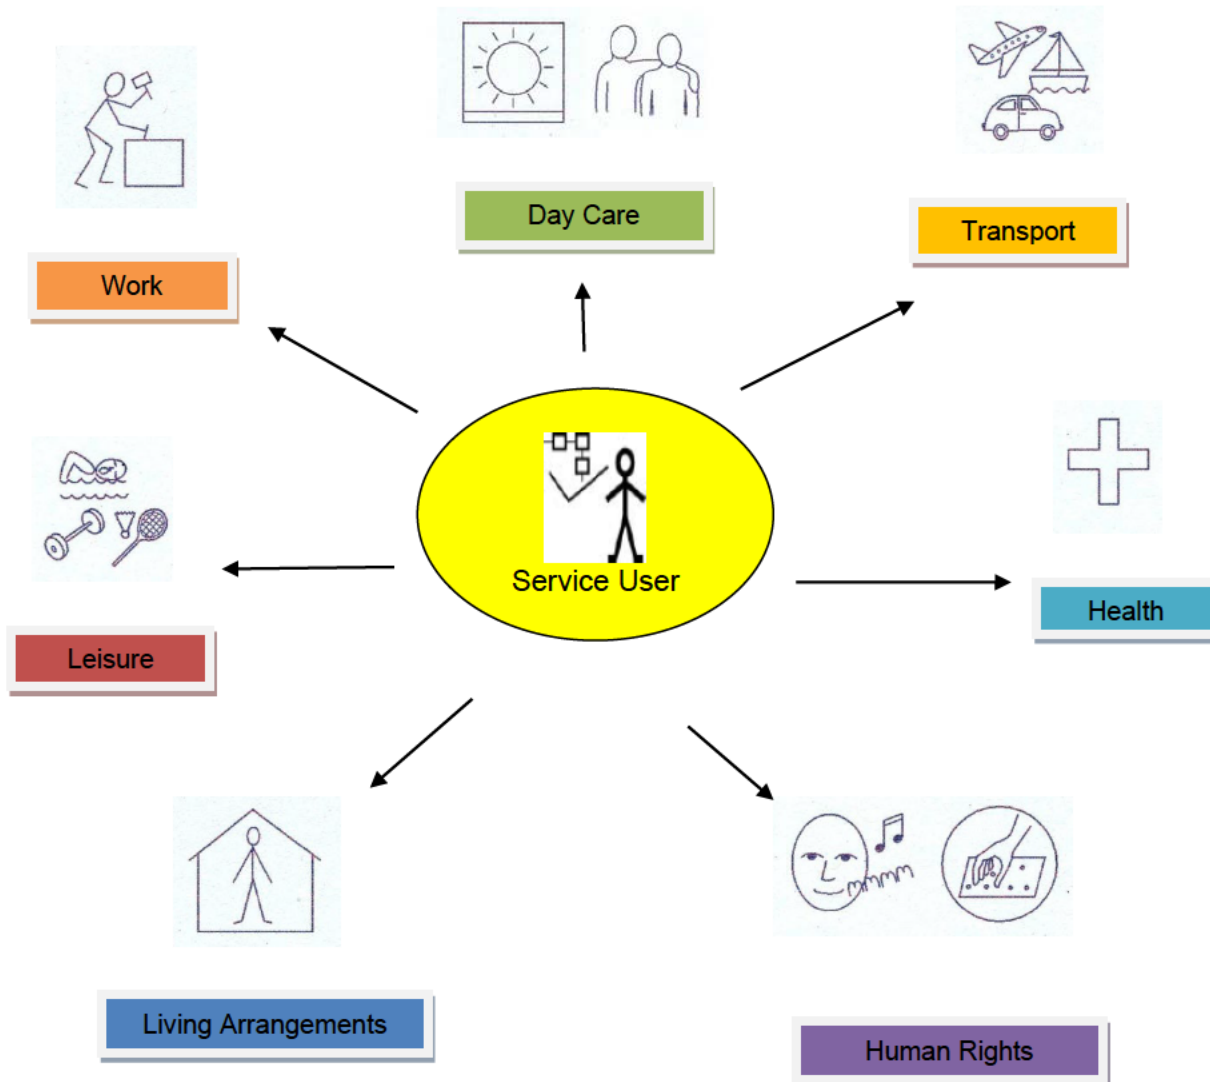 Day Care
Transport
Work
Service User
Health
Leisure
Living Arrangements
Human Rights